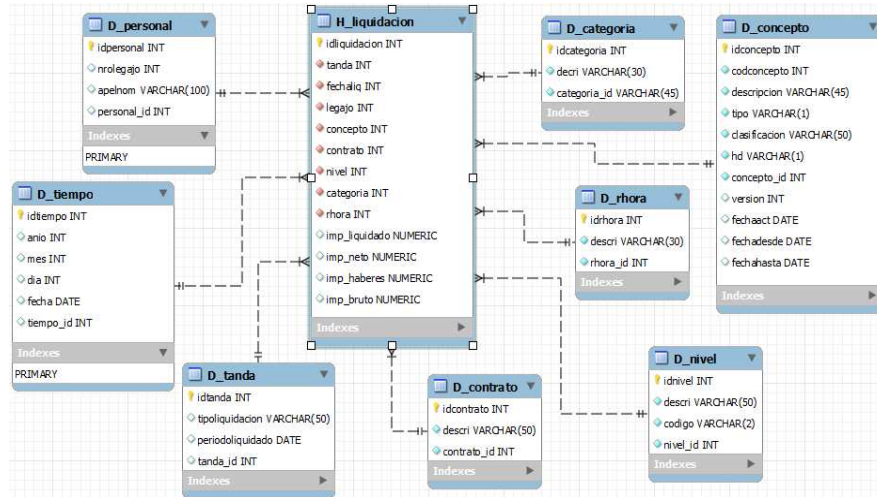 D_personal
idpersonal INT
nrolegajo INT
apelnom VARCHAR(100)
personal_id INT
Indexes
PRIMARY
H_liquidacion
idliquidacion INT
tanda INT
fechaliq INT
legajo INT
concepto INT
contrato INT
nivel INT
categoria INT
rhora INT
imp_liquidado NUMERIC
imp_neto NUMERIC
imp_haberes NUMERIC
imp_bruto NUMERIC
Indexes
D_categoria
idcategoria INT
decri VARCHAR(30)
categoria_id VARCHAR(45)
Indexes
D_concepto
idconcepto INT
codconcepto INT
descripcion VARCHAR(45)
tipo VARCHAR(1)
clasificacion VARCHAR(50)
hd VARCHAR(1)
concepto_id INT
version INT
fechaact DATE
fechadesde DATE
fechahasta DATE
Indexes
D_tiempo
idtiempo INT
anio INT
mes INT
dia INT
fecha DATE
tiempo_id INT
Indexes
PRIMARY
D_rhora
idrhora INT
descri VARCHAR(30)
rhora_id INT
Indexes
D_tanda
idtanda INT
tipoliquidacion VARCHAR(50)
periodoliquidado DATE
tanda_id INT
Indexes
D_contrato
idcontrato INT
descri VARCHAR(50)
contrato_id INT
Indexes
D_nivel
idnivel INT
descri VARCHAR(50)
codigo VARCHAR(2)
nivel_id INT
Indexes